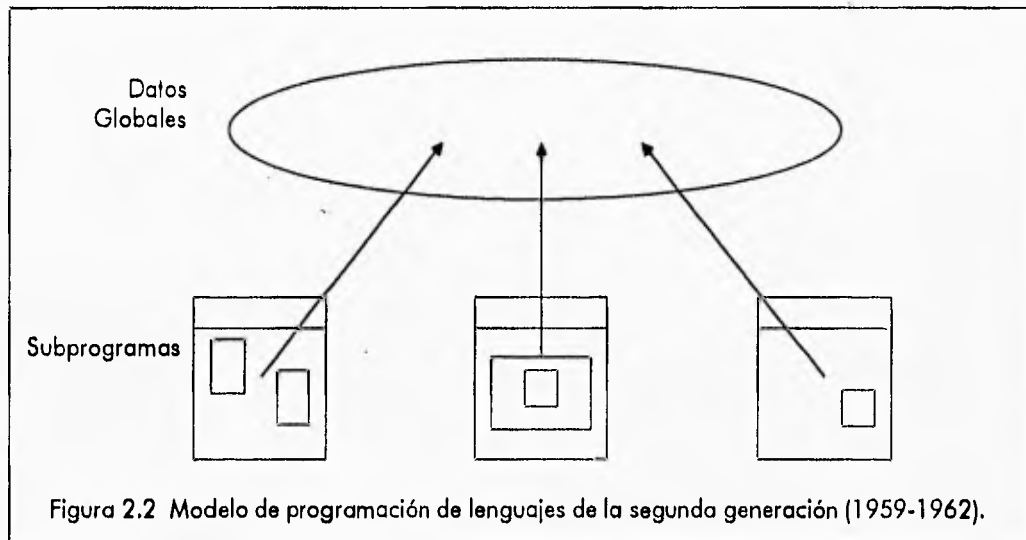 Datos
Globales
Subprogramas
Figura 2.2 Modelo de programación de lenguajes de la segunda generación (1959-1962).